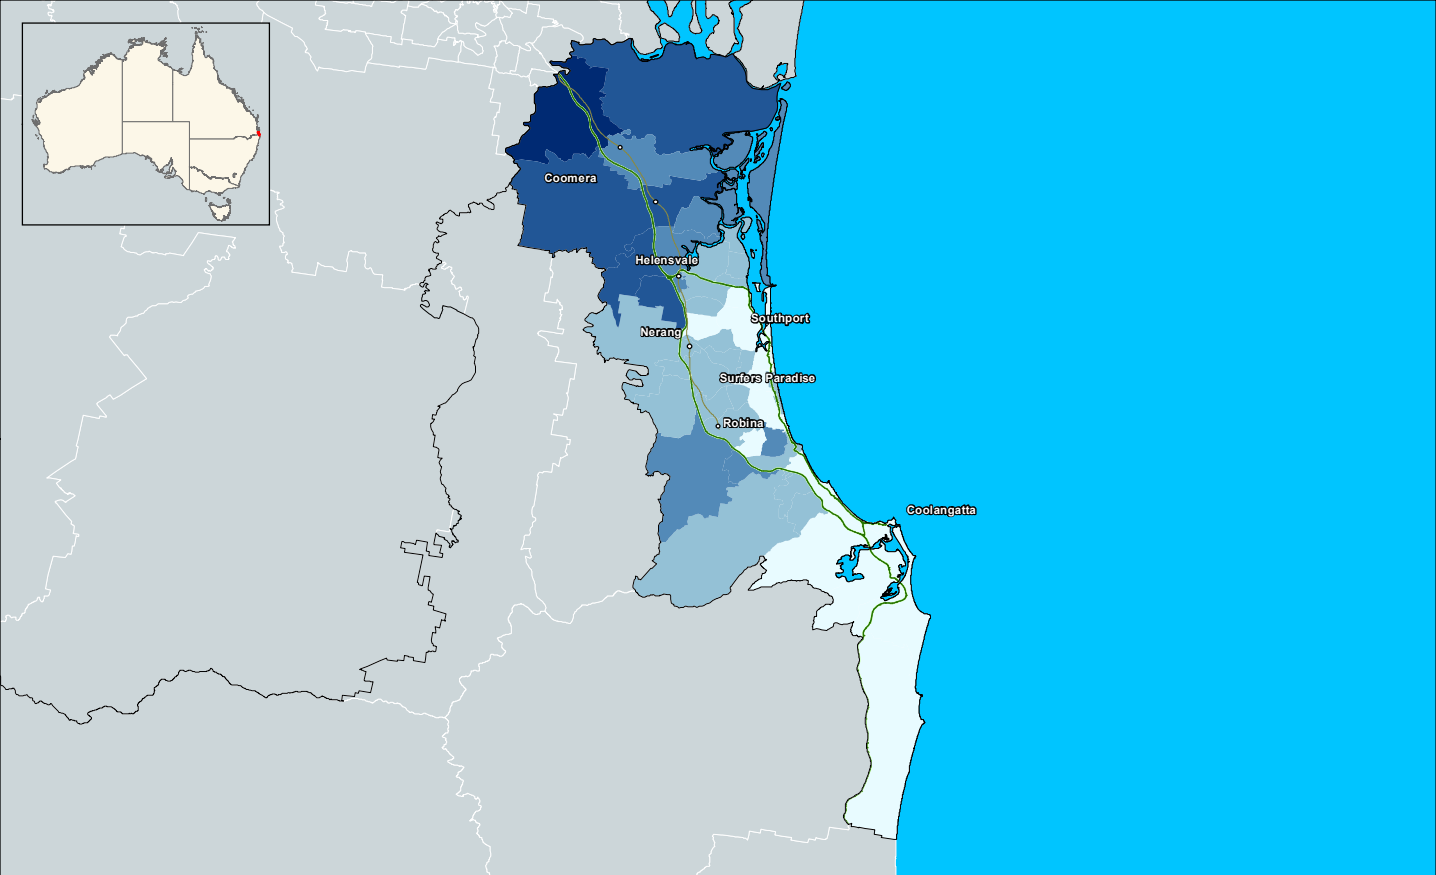 Coomera
Helensvale
Southport
Nerang
Surfers Paradise
Robina
Coolangatta